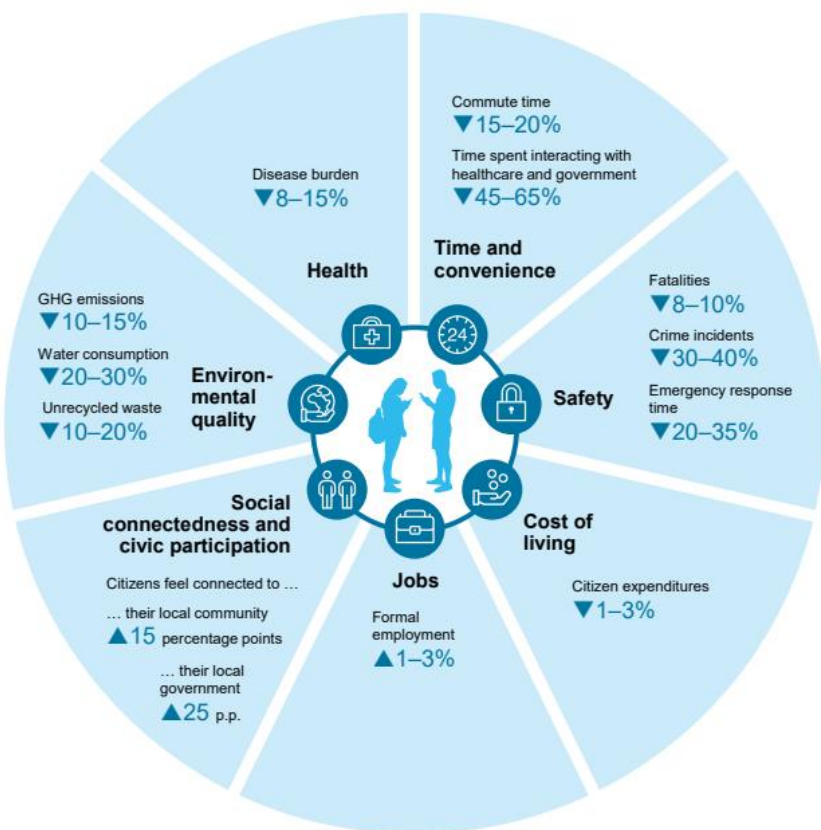 Commute time
▼15–20%
Time spent interacting with
healthcare and government
▼45–65%
Time and
convenience
24
Fatalities
▼8–10%
Crime incidents
▼30–40%
Emergency response
time
▼20–35%
Safety
Cost of
living
Citizen expenditures
▼1–3%
Jobs
Formal
employment
▲1–3%
Social
connectedness and
civic participation
Citizens feel connected to …
… their local community
▲15 percentage points
… their local
government
▲25 p.p.
GHG emissions
▼10–15%
Water consumption
▼20–30%
Unrecycled waste
▼10–20%
Environ-
mental
quality
Disease burden
▼8–15%
Health